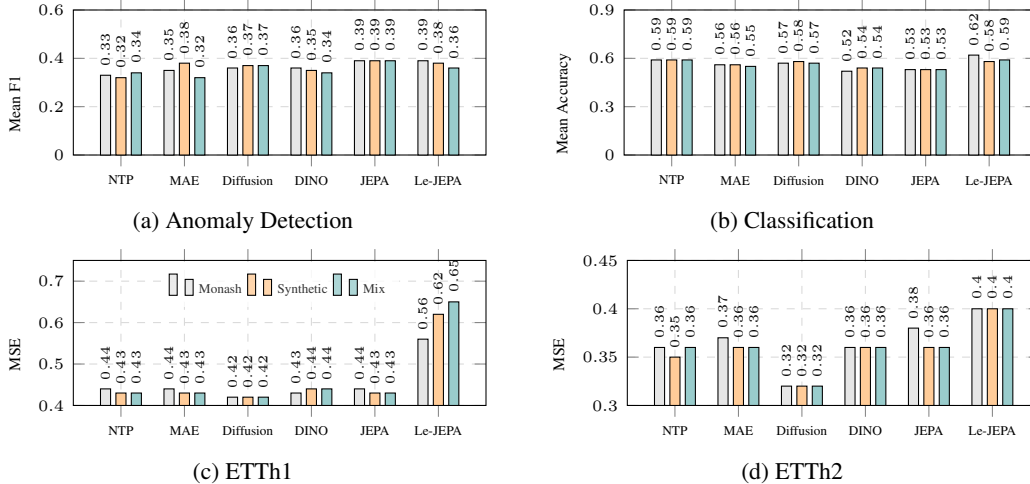 0.6
0.4
0.2
0
Mean F1
0.33 0.32 0.34 0.35 0.38 0.32 0.36 0.37 0.37 0.36 0.35 0.34 0.39 0.39 0.39 0.39 0.38 0.36
NTP MAE Diffusion DINO JEPA Le-JEPA
(a) Anomaly Detection
0.9
0.6
0.3
0
Mean Accuracy
0.59 0.59 0.59 0.56 0.56 0.55 0.57 0.58 0.57 0.52 0.54 0.54 0.53 0.53 0.53 0.62 0.58 0.59
NTP MAE Diffusion DINO JEPA Le-JEPA
(b) Classification
0.7
0.6
0.5
0.4
MSE
Monash Synthetic Mix
0.44 0.43 0.43 0.44 0.43 0.43 0.42 0.42 0.42 0.43 0.44 0.44 0.44 0.43 0.43 0.56 0.62 0.65
NTP MAE Diffusion DINO JEPA Le-JEPA
(c) ETTh1
0.45
0.4
0.35
0.3
MSE
0.36 0.35 0.36 0.37 0.36 0.36 0.32 0.32 0.32 0.36 0.36 0.36 0.38 0.36 0.36 0.4 0.4 0.4
NTP MAE Diffusion DINO JEPA Le-JEPA
(d) ETTh2